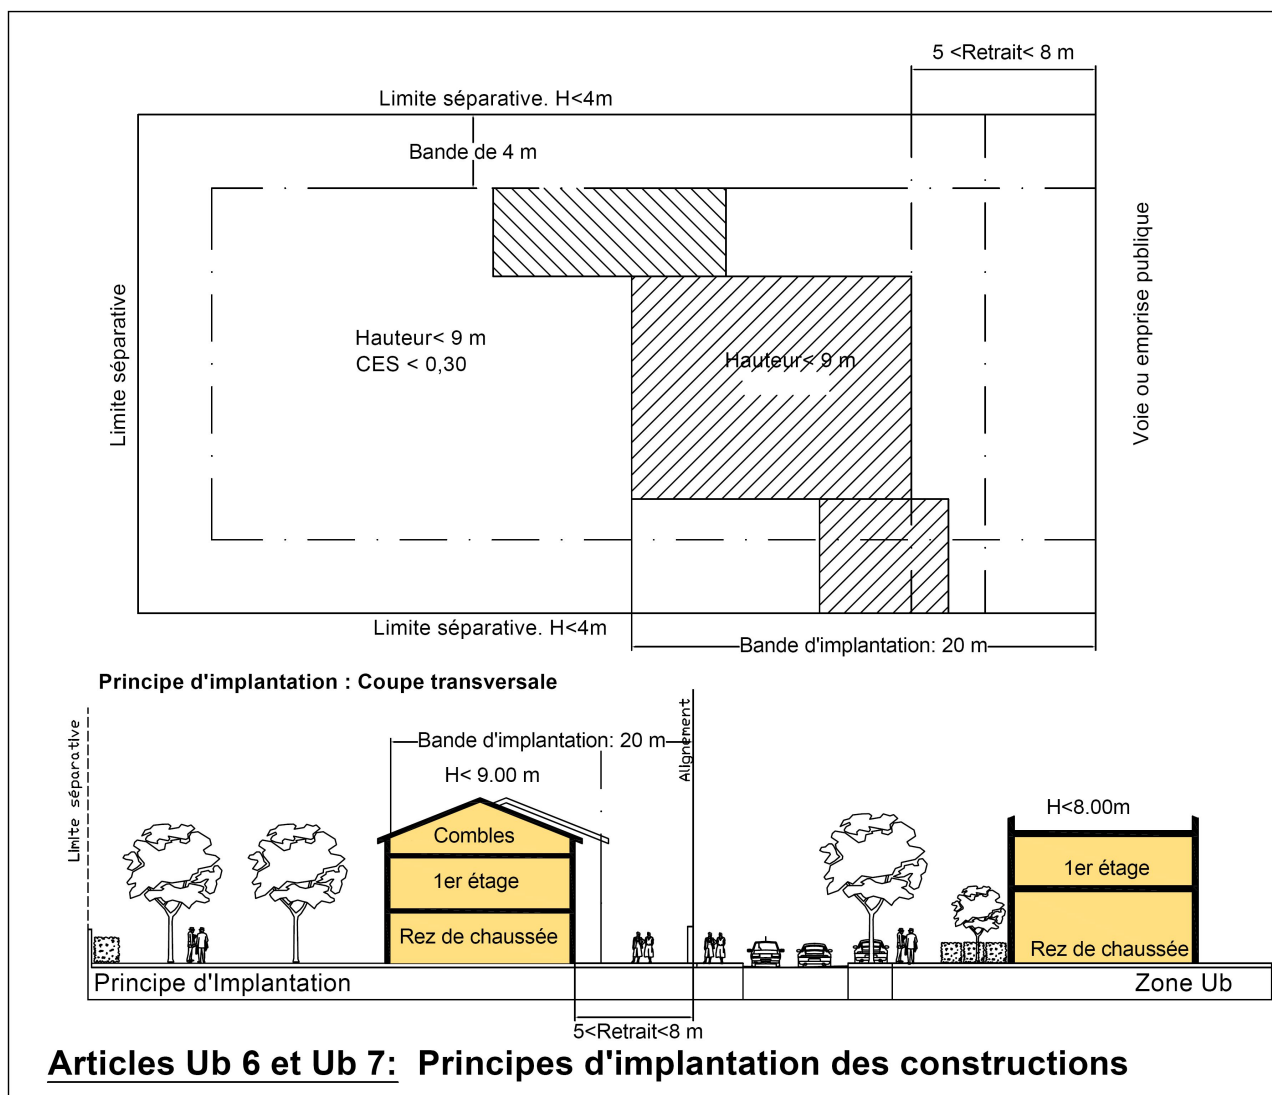 5 <Retrait< 8 m
Limite séparative. H<4m
Bande de 4 m
Limite séparative
Hauteur< 9 m
CES < 0,30
Hauteur< 9 m
Voie ou emprise publique
Limite séparative. H<4m
Bande d'implantation: 20 m
Principe d'implantation : Coupe transversale
Limite séparative
Bande d'implantation: 20 m
Alignement
H< 9.00 m
H<8.00m
Combles
1er étage
Rez de chaussée
1er étage
Rez de chaussée
Principe d'Implantation
Zone Ub
5<Retrait<8 m
Articles Ub 6 et Ub 7: Principes d'implantation des constructions